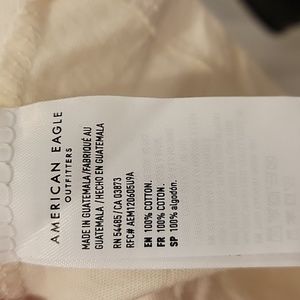 AMERICAN EAGLE
OUTFITTERS
MADE IN GUATEMALA/FABRIQUÉ AU
GUATEMALA/HECHO EN GUATEMALA
RN 54485/CA 03873
RFC# AEM120605U9A
EN 100% COTTON.
FR 100% COTON.
SP 100% algodón.